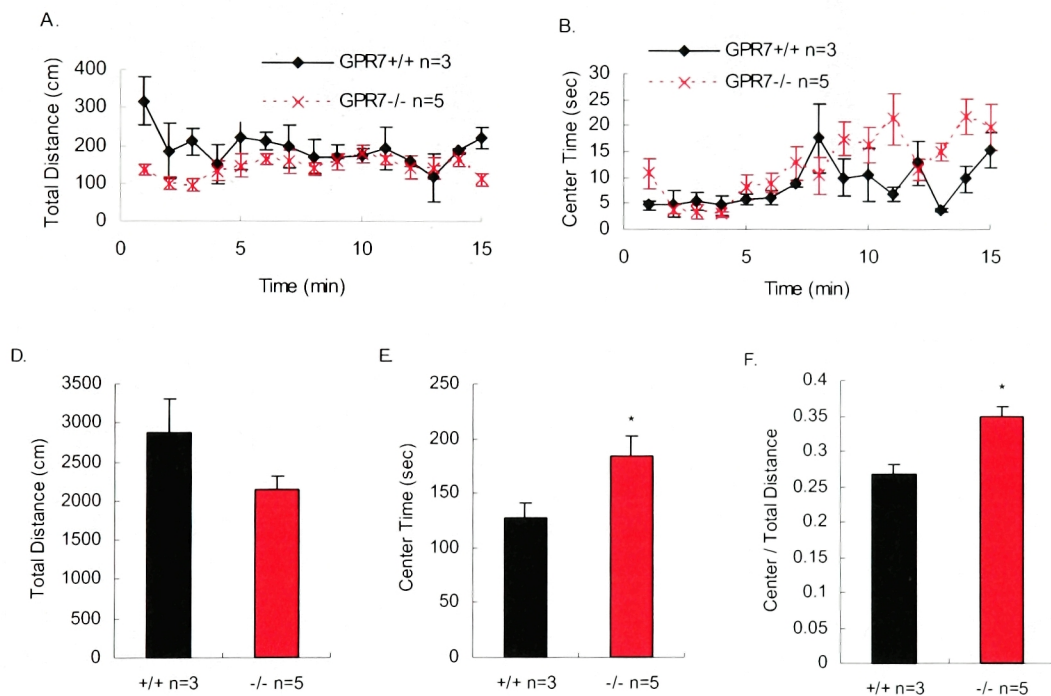 A.
GPR7+/+ n=3
GPR7-/- n=5
Total Distance (cm)
400
300
200
100
0
0 5 10 15
Time (min)
B.
GPR7+/+ n=3
GPR7-/- n=5
Center Time (sec)
30
25
20
15
10
5
0
0 5 10 15
Time (min)
D.
Total Distance (cm)
3500
3000
2500
2000
1500
1000
500
0
+/+ n=3 -/- n=5
E.
Center Time (sec)
250
200
150
100
50
0
*
+/+ n=3 -/- n=5
F.
Center / Total Distance
0.4
0.35
0.3
0.25
0.2
0.15
0.1
0.05
0
*
+/+ n=3 -/- n=5